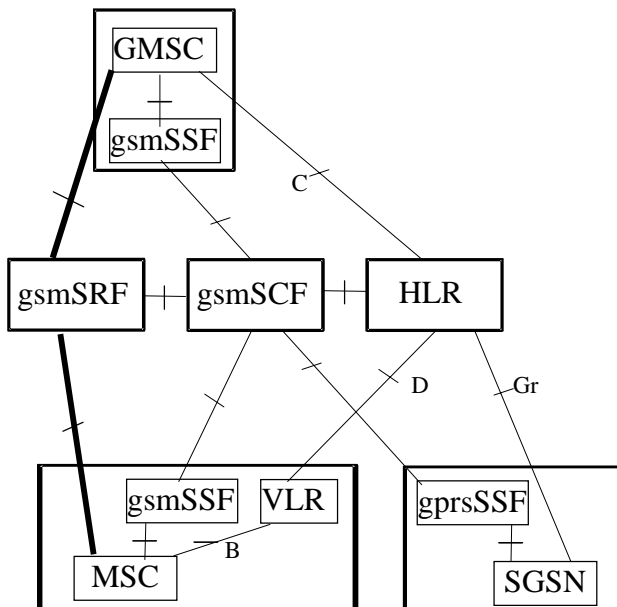 GMSC
gsmSSF
C
gsmSRF
gsmSCF
HLR
D
Gr
gsmSSF
VLR
gprsSSF
B
MSC
SGSN